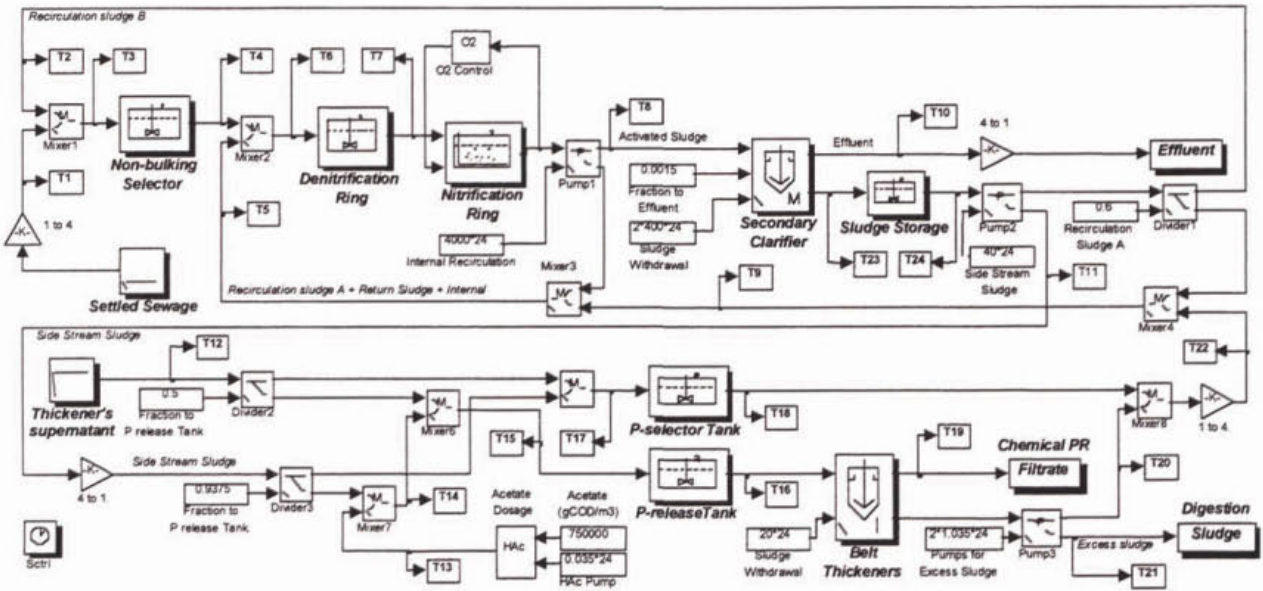 Recirculation sludge B
T2
T3
T4
T6
T7
O2
O2 Control
T8
T10
4 to 1
Activated Sludge
Effluent
-K-
Effluent
Mixer1
Non-bulking
Selector
Mixer2
Denitrification
Ring
Nitrification
Ring
Pump1
0.0015
Fraction to
Effluent
M
Secondary
Clarifier
Sludge Storage
Pump2
0.6
Recirculation
Sludge A
Divider1
T1
T5
-K-
1 to 4
4000*24
Internal Recirculation
2*400*24
Sludge
Withdrawal
T23
T24
40*24
Side Stream
Sludge
T11
Settled Sewage
Recirculation sludge A + Return Sludge + Internal
Mixer3
T9
Mixer4
Side Stream Sludge
T12
T22
Thickener's
supernatant
0.5
Fraction to
P release Tank
Divider2
Mixer6
P-selector Tank
T18
Mixer8
-K-
1 to 4
T15
T17
T19
Chemical PR
Filtrate
-K-
4 to 1
Side Stream Sludge
0.9375
Fraction to
P release Tank
Divider3
Mixer7
T14
Acetate
Dosage
Acetate
(gCOD/m3)
P-releaseTank
T16
T20
Digestion
Sludge
HAc
750000
0.035*24
HAc Pump
20*24
Sludge
Withdrawal
Belt
Thickeners
2*1.035*24
Pumps for
Excess Sludge
Pump3
Excess sludge
T21
Sctrl
T13